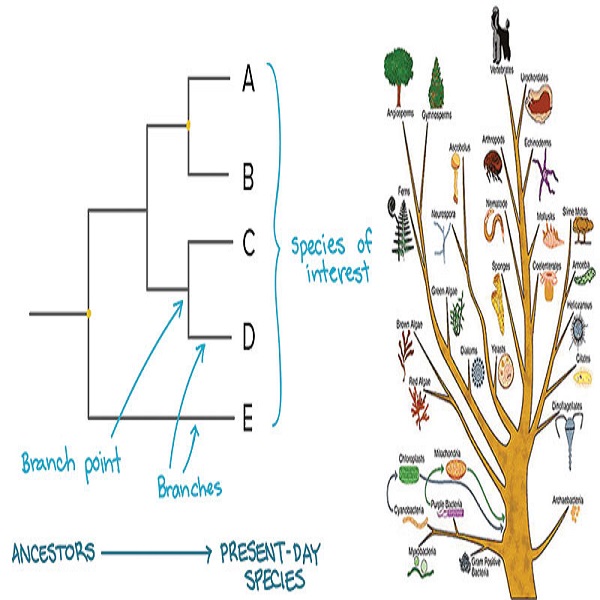 A
B
C
D
E
species of
interest
Branch point
Branches
ANCESTORS
PRESENT-DAY
SPECIES
Vertebrates
Urochordates
Angiosperms
Gymnosperms
Ascobolus
Arthropods
Echinoderms
Ferns
Neurospora
Nematode
Mollusks
Slime Molds
Sponges
Coelenterates
Amoeba
Green Algae
Heliozoans
Brown Algae
Diatoms
Yeasts
Ciliates
Red Algae
Dinoflagellates
Chloroplasts
Mitochondria
Cyanobacteria
Purple Bacteria
Archaebacteria
Myxobacteria
Gram Positive
Bacteria